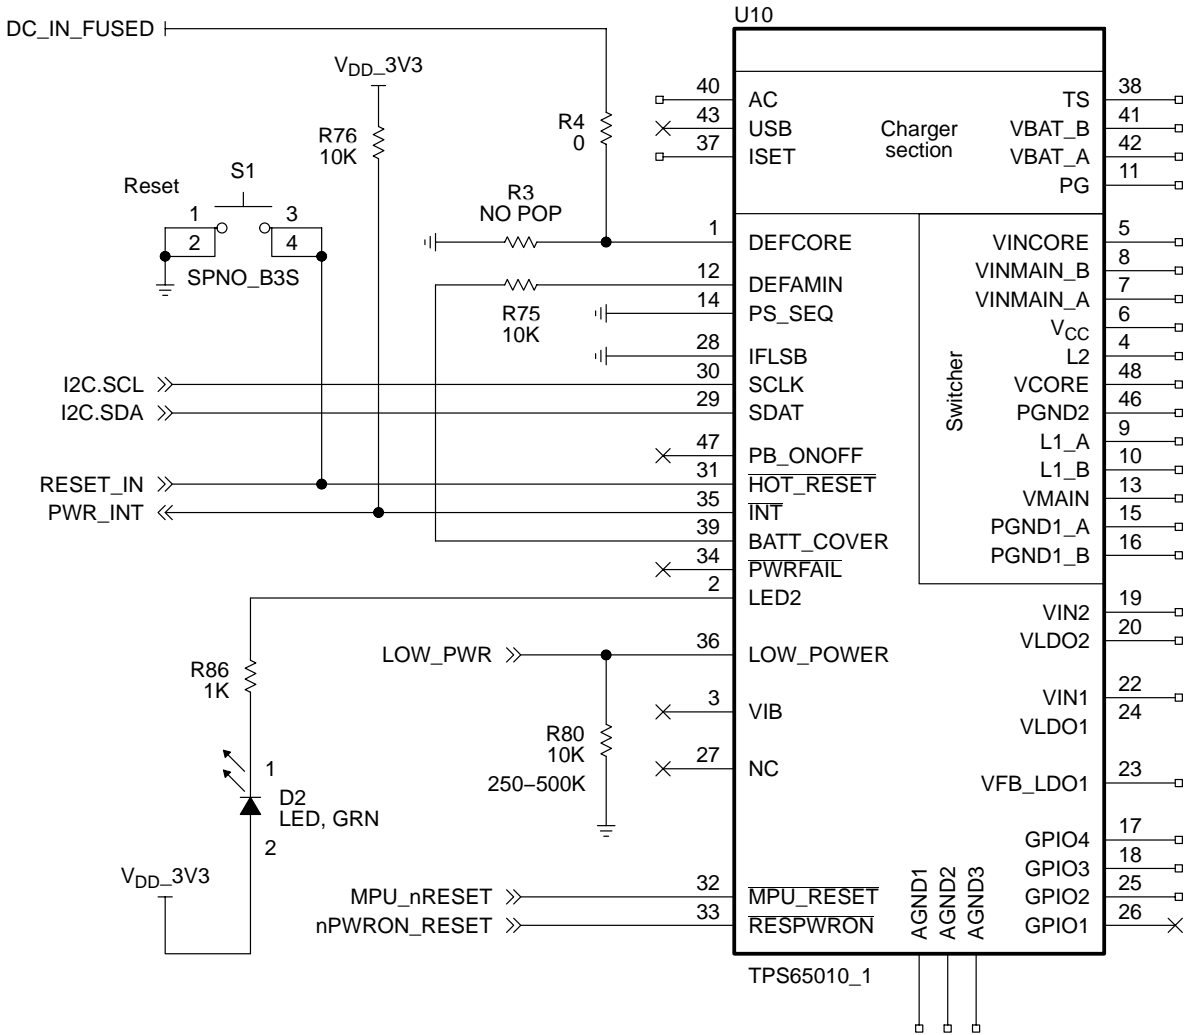 U10
DC_IN_FUSED
VDD_3V3
R76
10K
R4
0
S1
Reset
1
3
2
4
SPNO_B3S
R3
NO POP
R75
10K
I2C.SCL
I2C.SDA
RESET_IN
PWR_INT
40
AC
43
USB
37
ISET
Charger
section
38
TS
41
VBAT_B
42
VBAT_A
11
PG
1
DEFCORE
12
DEFAMIN
14
PS_SEQ
28
IFLSB
30
SCLK
29
SDAT
47
PB_ONOFF
31
HOT_RESET
35
INT
39
BATT_COVER
34
PWRFAIL
2
LED2
36
LOW_POWER
3
VIB
27
NC
32
MPU_RESET
33
RESPWRON
Switcher
5
VINCORE
8
VINMAIN_B
7
VINMAIN_A
6
VCC
4
L2
48
VCORE
46
PGND2
9
L1_A
10
L1_B
13
VMAIN
15
PGND1_A
16
PGND1_B
19
VIN2
20
VLDO2
22
VIN1
24
VLDO1
23
VFB_LDO1
17
GPIO4
18
GPIO3
25
GPIO2
26
GPIO1
AGND1
AGND2
AGND3
R86
1K
LOW_PWR
R80
10K
250–500K
1
D2
LED, GRN
2
VDD_3V3
MPU_nRESET
nPWRON_RESET
TPS65010_1